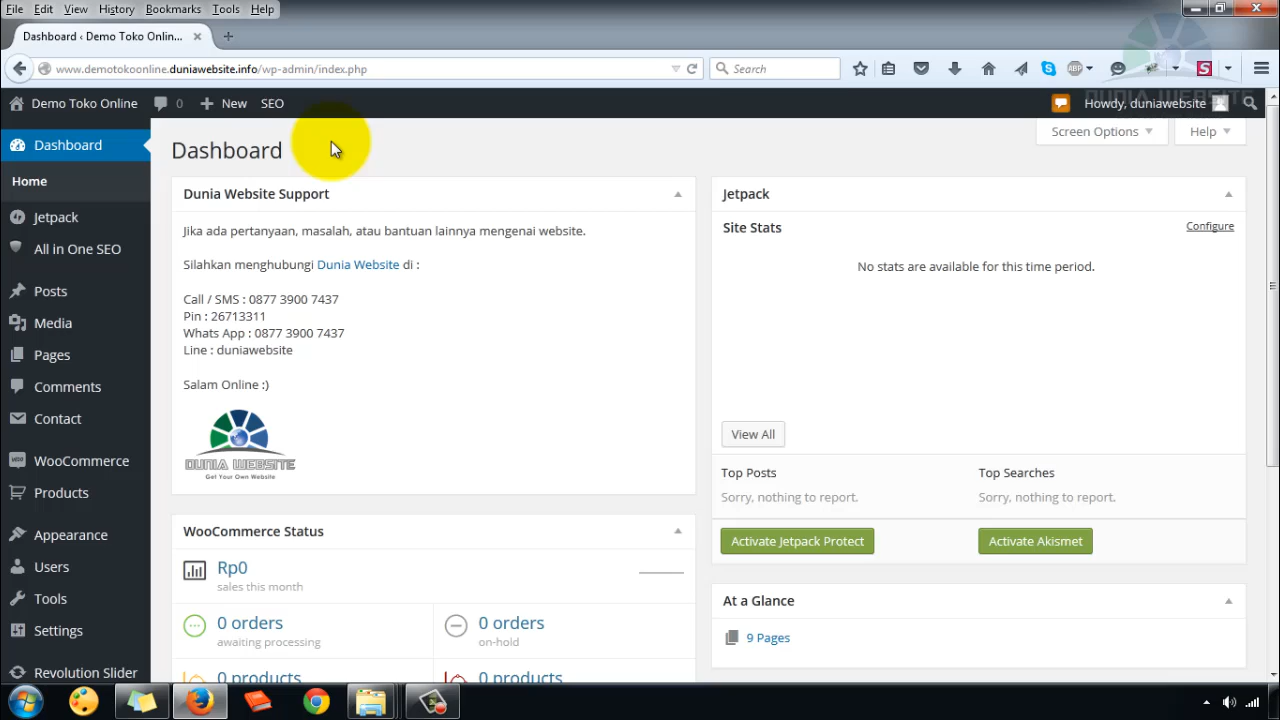 File Edit View History Bookmarks Tools Help
Dashboard ‹ Demo Toko Onlin...
www.demotokoonline.duniawebsite.info/wp-admin/index.php
Search
ABP
S
Demo Toko Online 0 New SEO
Howdy, duniawebsite
DUNIA WEBSITE
Screen Options Help
Dashboard
Home
Jetpack
All in One SEO
Posts
Media
Pages
Comments
Contact
WooCommerce
Products
Appearance
Users
Tools
Settings
Revolution Slider
Dashboard
Dunia Website Support
Jika ada pertanyaan, masalah, atau bantuan lainnya mengenai website.
Silahkan menghubungi Dunia Website di :
Call / SMS : 0877 3900 7437
Pin : 26713311
Whats App : 0877 3900 7437
Line : duniawebsite
Salam Online :)
DUNIA WEBSITE
Get Your Own Website
WooCommerce Status
Rp0
sales this month
0 orders
awaiting processing
0 orders
on-hold
0 products
0 products
Jetpack
Site Stats
Configure
No stats are available for this time period.
View All
Top Posts
Sorry, nothing to report.
Top Searches
Sorry, nothing to report.
Activate Jetpack Protect
Activate Akismet
At a Glance
9 Pages